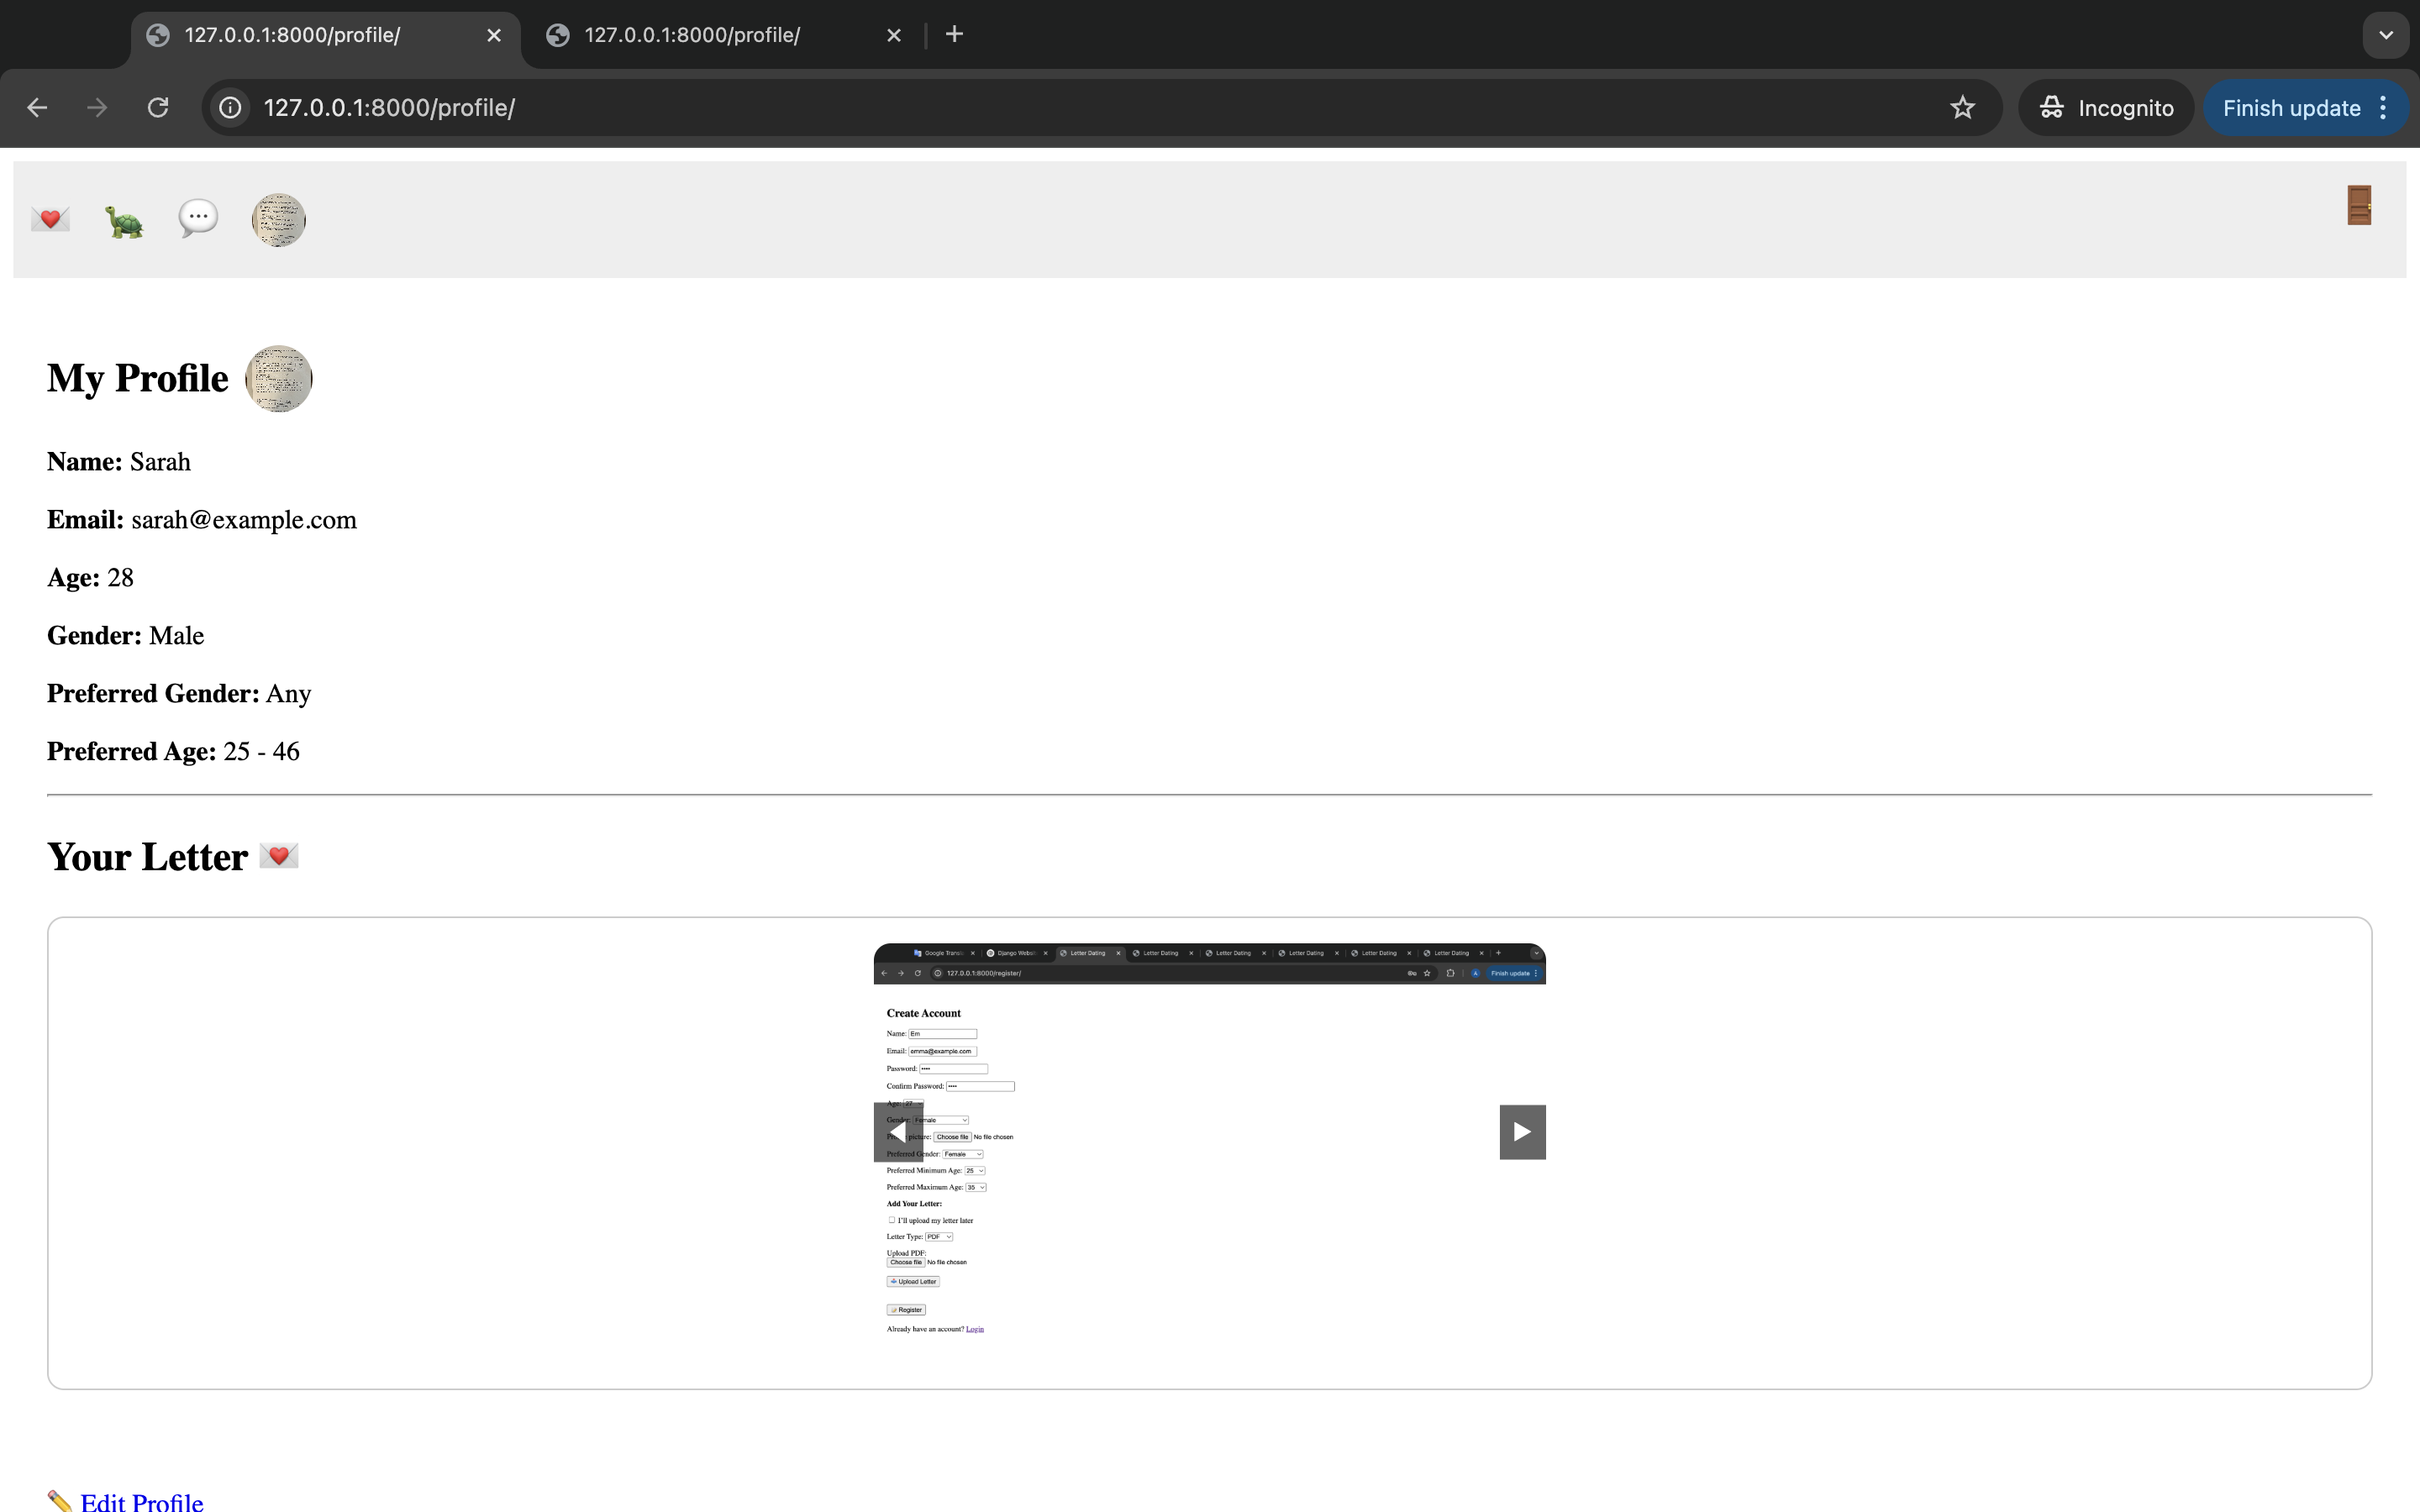 127.0.0.1:8000/profile/
127.0.0.1:8000/profile/
127.0.0.1:8000/profile/
Incognito
Finish update
My Profile
Name: Sarah
Email: sarah@example.com
Age: 28
Gender: Male
Preferred Gender: Any
Preferred Age: 25 - 46
Your Letter
Google Transl
Django Websi
Letter Dating
Letter Dating
Letter Dating
Letter Dating
Letter Dating
Letter Dating
127.0.0.1:8000/register/
Finish update
Create Account
Name: Em
Email: emma@example.com
Password: ••••
Confirm Password: ••••
Age: 27
Gender: Female
picture: Choose file No file chosen
Preferred Gender: Female
Preferred Minimum Age: 25
Preferred Maximum Age: 35
Add Your Letter:
I'll upload my letter later
Letter Type: PDF
Upload PDF:
Choose file No file chosen
Upload Letter
Register
Already have an account? Login
Edit Profile